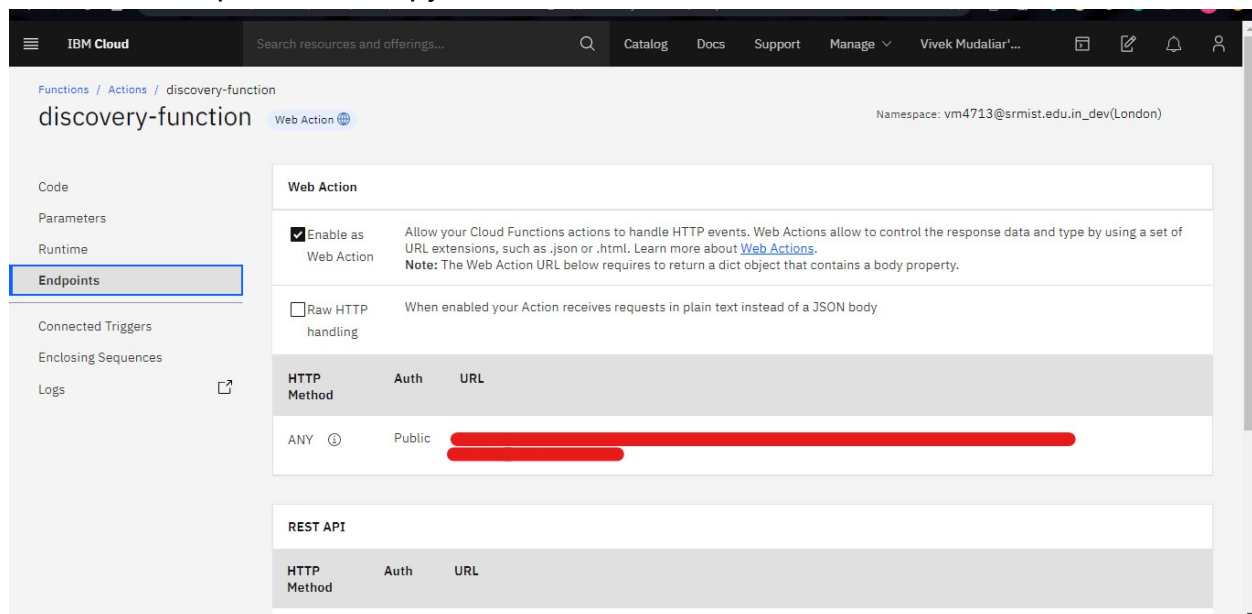 IBM Cloud
Search resources and offerings...
Catalog
Docs
Support
Manage
Vivek Mudaliar'...
Functions / Actions / discovery-function
discovery-function
Web Action
Namespace: vm4713@srmist.edu.in_dev(London)
Code
Parameters
Runtime
Endpoints
Connected Triggers
Enclosing Sequences
Logs
Web Action
Enable as
Web Action
Allow your Cloud Functions actions to handle HTTP events. Web Actions allow to control the response data and type by using a set of
URL extensions, such as .json or .html. Learn more about Web Actions.
Note: The Web Action URL below requires to return a dict object that contains a body property.
Raw HTTP
handling
When enabled your Action receives requests in plain text instead of a JSON body
HTTP
Method
Auth
URL
ANY
Public
REST API
HTTP
Method
Auth
URL